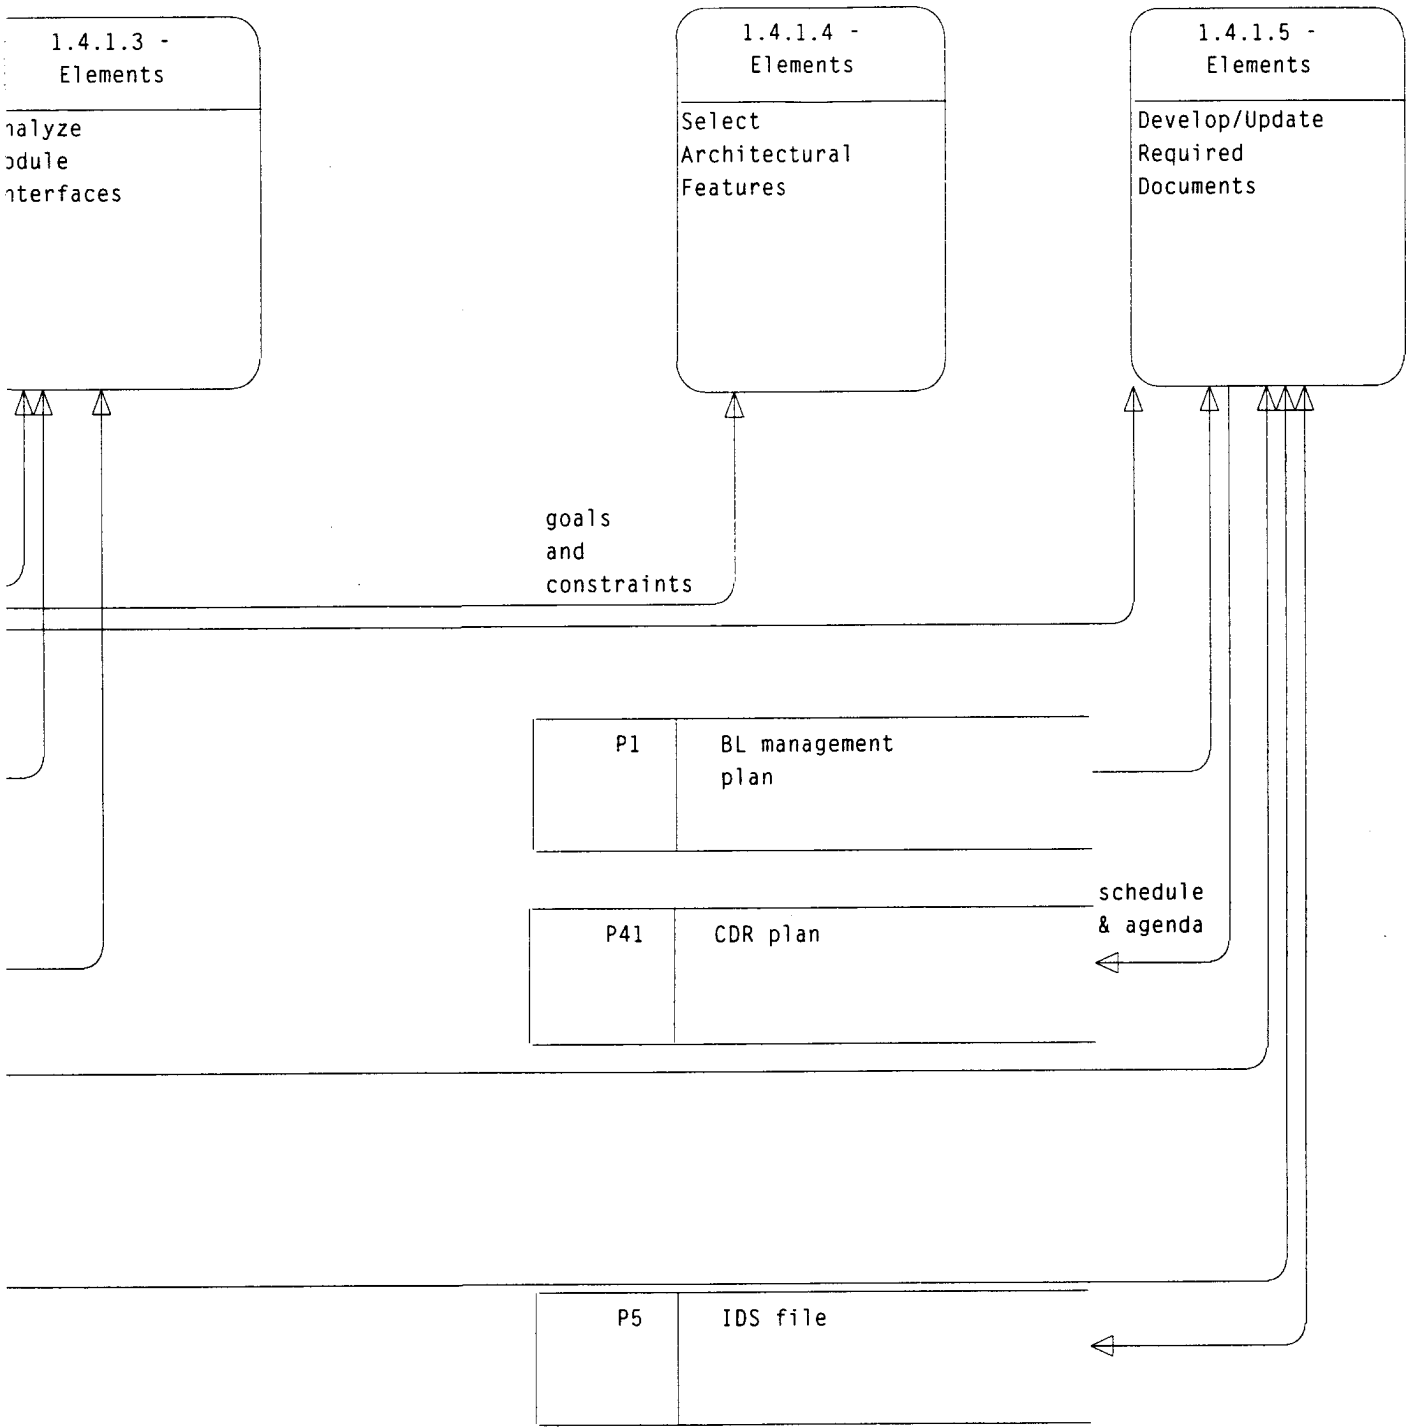 1.4.1.3 -
Elements
nalyze
odule
nterfaces
1.4.1.4 -
Elements
Select
Architectural
Features
1.4.1.5 -
Elements
Develop/Update
Required
Documents
goals
and
constraints
P1
BL management
plan
schedule
& agenda
P41
CDR plan
P5
IDS file